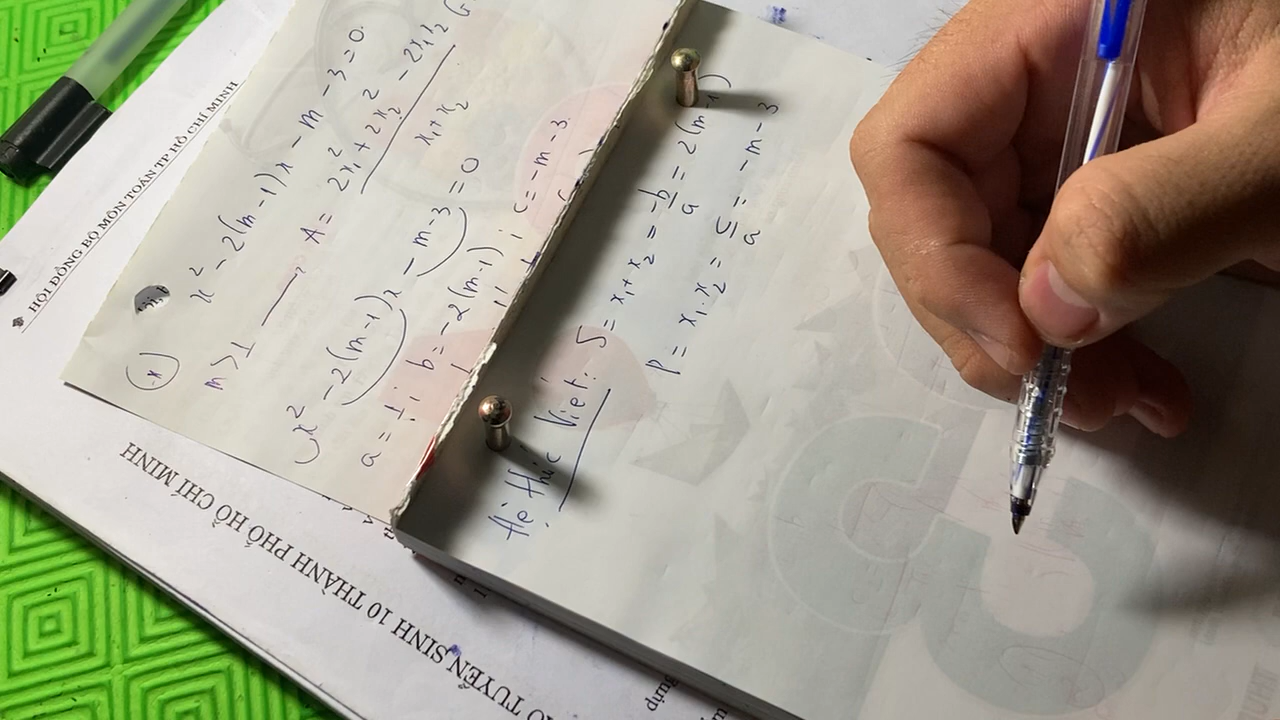 HỘI ĐỒNG BỘ MÔN TOÁN TP HỒ CHÍ MINH
(*) x² - 2(m-1)x - m - 3 = 0
m > 1 A = 2x₁² + 2x₂² - 2x₁x₂
x₁ + x₂
x² - 2(m-1)x - m-3 = 0
a = 1; b = -2(m-1); c = -m-3
Hệ thức Viet: S = x₁ + x₂ = -b/a = 2(m-1)
P = x₁.x₂ = c/a = -m-3
TUYỂN SINH 10 THÀNH PHỐ HỒ CHÍ MINH
dựng